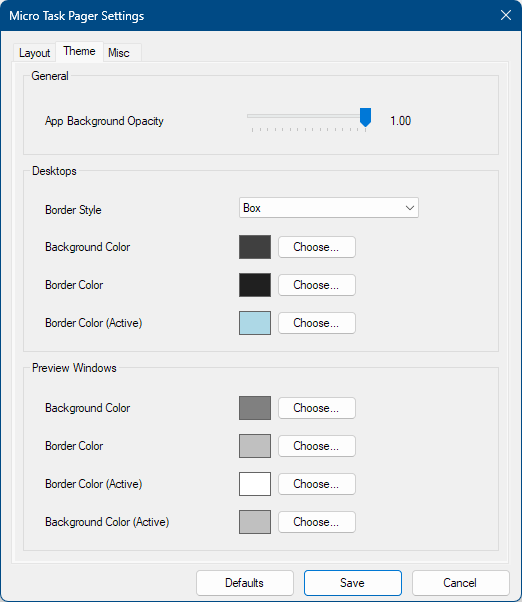 Micro Task Pager Settings
Layout Theme Misc
General
App Background Opacity 1.00
Desktops
Border Style Box
Background Color Choose...
Border Color Choose...
Border Color (Active) Choose...
Preview Windows
Background Color Choose...
Border Color Choose...
Border Color (Active) Choose...
Background Color (Active) Choose...
Defaults Save Cancel